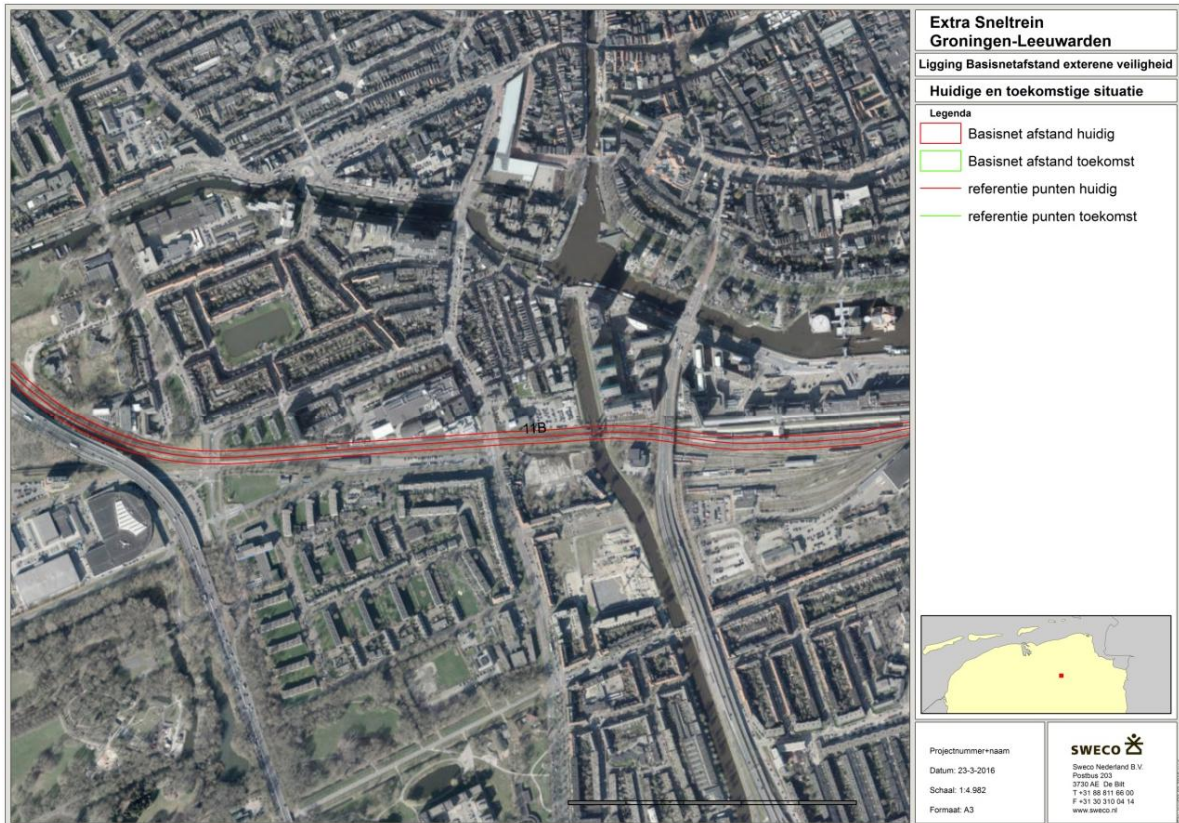 Extra Sneltrein
Groningen-Leeuwarden
Ligging Basisnetafstand exterene veiligheid
Huidige en toekomstige situatie
Legenda
Basisnet afstand huidig
Basisnet afstand toekomst
referentie punten huidig
referentie punten toekomst
11B
Projectnummer+naam
Datum: 23-3-2016
Schaal: 1:4.982
Formaat: A3
SWECO
Sweco Nederland B.V.
Postbus 203
3730 AE De Bilt
T +31 88 811 66 00
F +31 30 310 04 14
www.sweco.nl